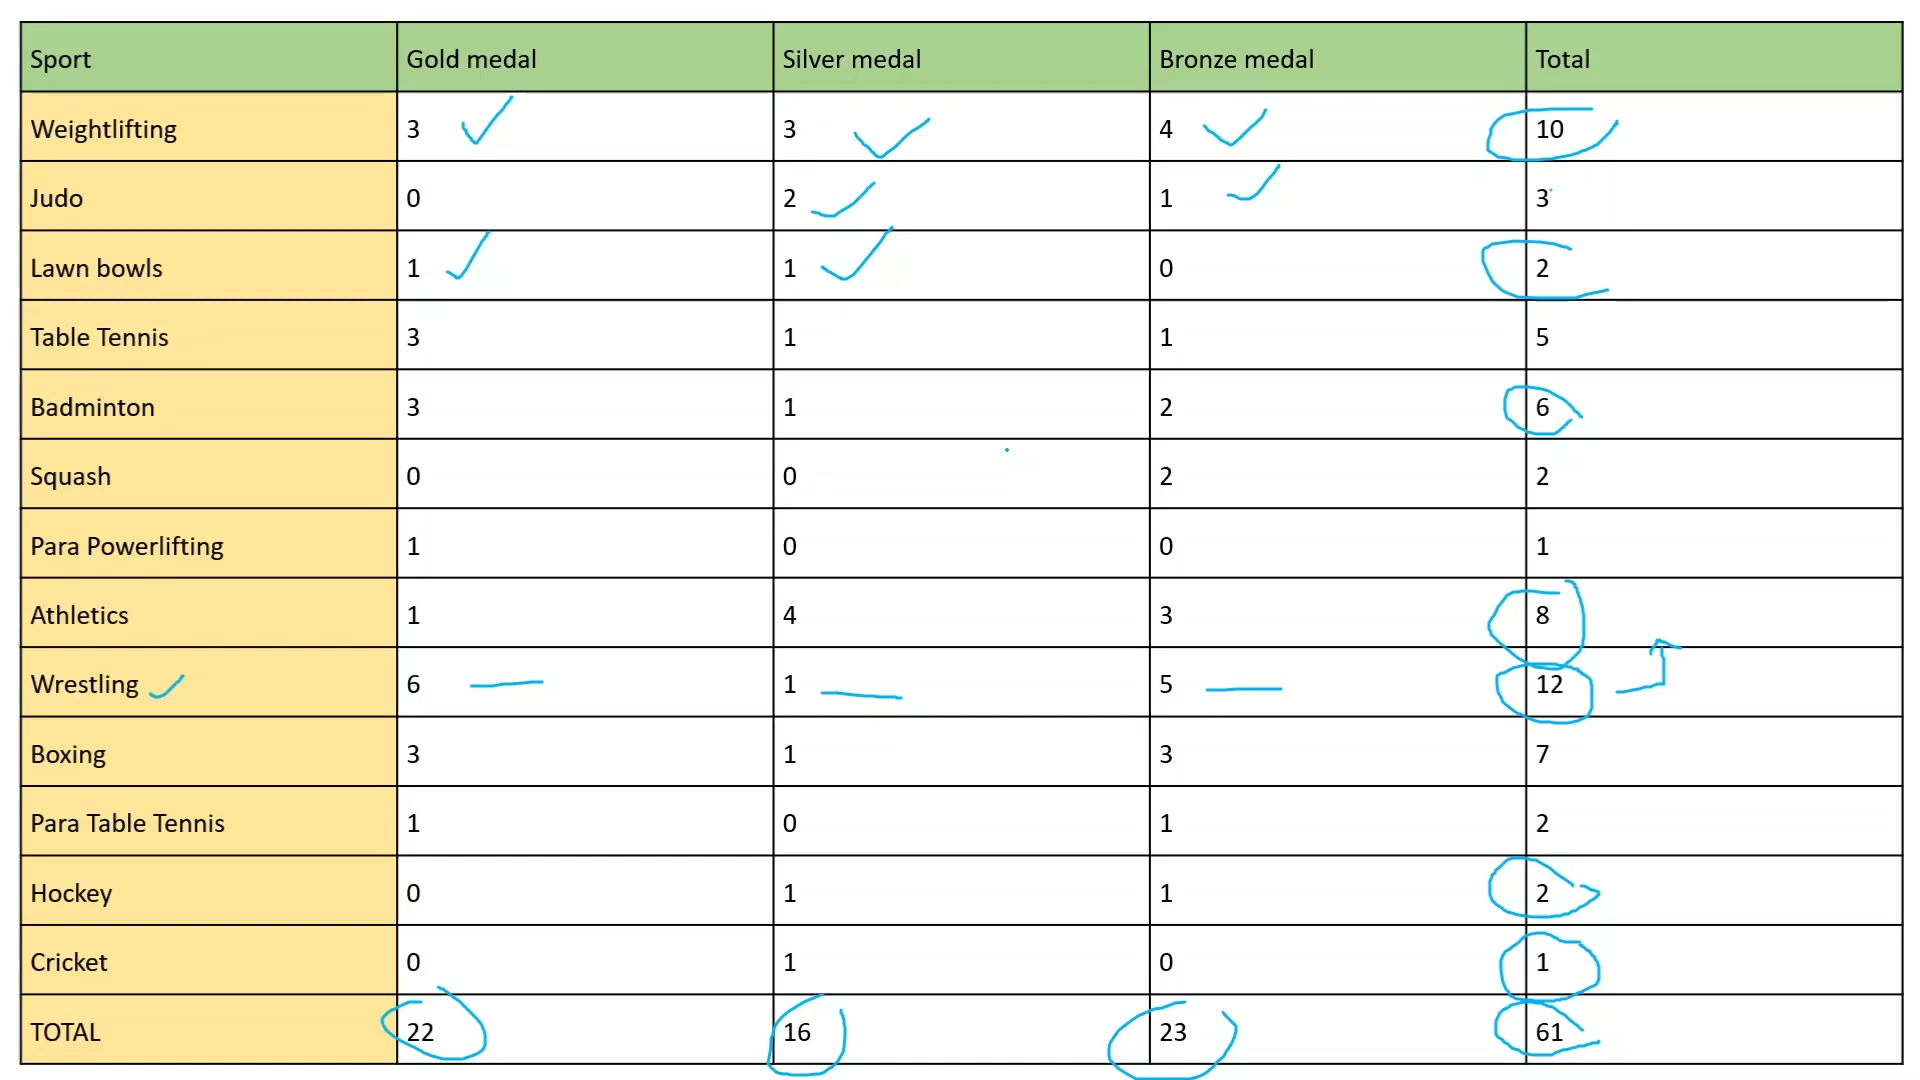 Sport Gold medal Silver medal Bronze medal Total
Weightlifting 3 3 4 10
Judo 0 2 1 3
Lawn bowls 1 1 0 2
Table Tennis 3 1 1 5
Badminton 3 1 2 6
Squash 0 0 2 2
Para Powerlifting 1 0 0 1
Athletics 1 4 3 8
Wrestling 6 1 5 12
Boxing 3 1 3 7
Para Table Tennis 1 0 1 2
Hockey 0 1 1 2
Cricket 0 1 0 1
TOTAL 22 16 23 61